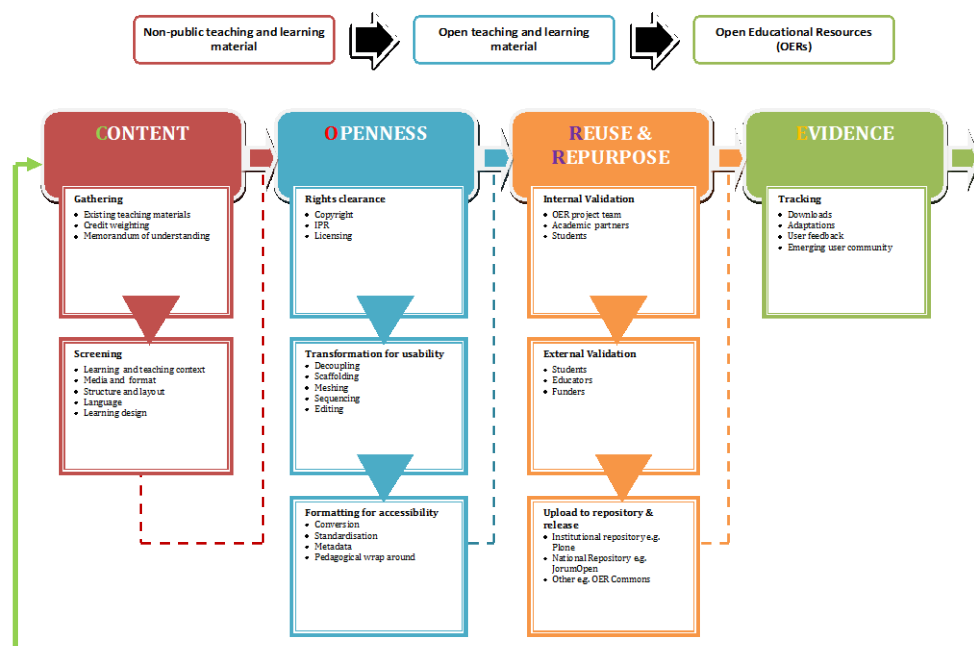 Non-public teaching and learning
material
Open teaching and learning
material
Open Educational Resources
(OERs)
CONTENT
Gathering
Existing teaching materials
Credit weighting
Memorandum of understanding
Screening
Learning and teaching context
Media and format
Structure and layout
Language
Learning design
OPENNESS
Rights clearance
Copyright
IPR
Licensing
Transformation for usability
Decoupling
Scaffolding
Meshing
Sequencing
Editing
Formatting for accessibility
Conversion
Standardisation
Metadata
Pedagogical wrap around
REUSE &
REPURPOSE
Internal Validation
OER project team
Academic partners
Students
External Validation
Students
Educators
Funders
Upload to repository &
release
Institutional repository e.g.
Plone
National Repository e.g.
JorumOpen
Other e.g. OER Commons
EVIDENCE
Tracking
Downloads
Adaptations
User feedback
Emerging user community